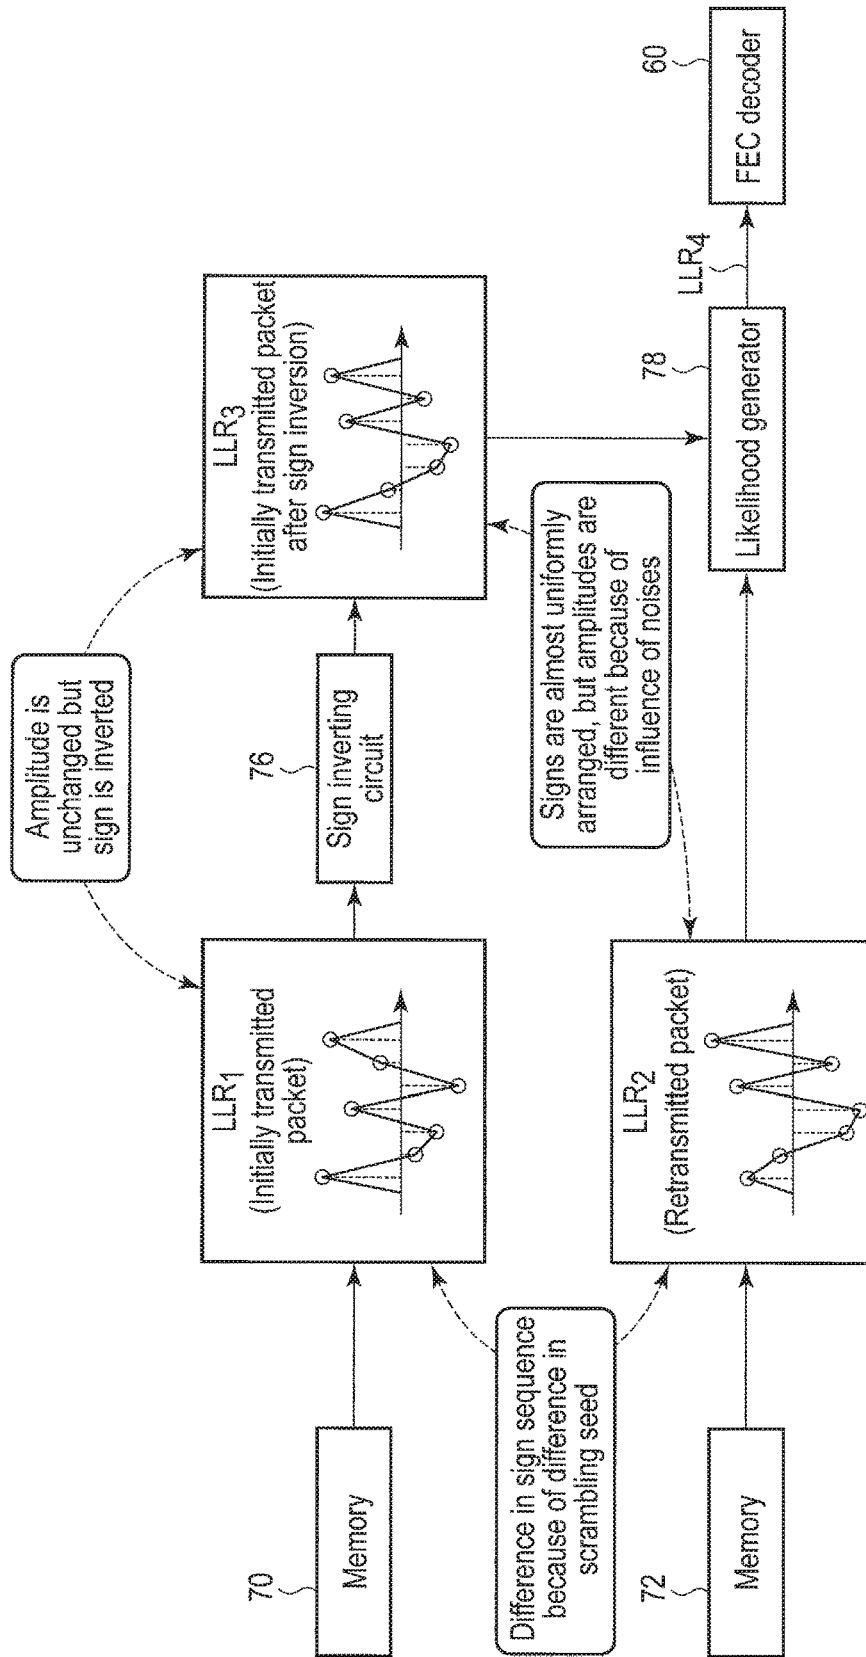 70
Memory
72
Memory
Difference in sign sequence
because of difference in
scrambling seed
LLR1
(Initially transmitted
packet)
LLR2
(Retransmitted packet)
Amplitude is
unchanged but
sign is inverted
76
Sign inverting
circuit
Signs are almost uniformly
arranged, but amplitudes are
different because of
influence of noises
LLR3
(Initially transmitted packet
after sign inversion)
78
Likelihood generator
LLR4
60
FEC decoder